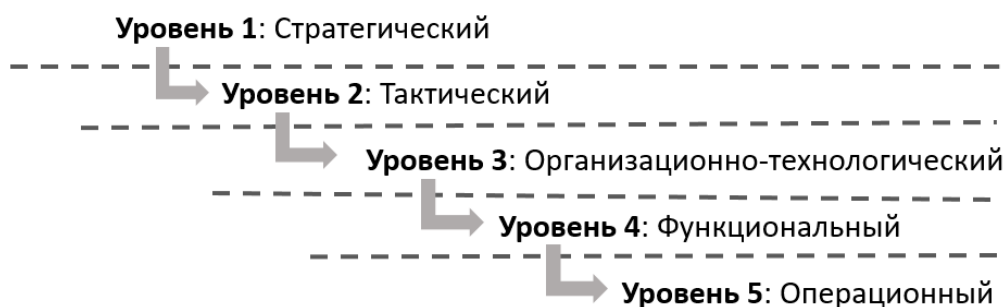 Уровень 1: Стратегический
Уровень 2: Тактический
Уровень 3: Организационно-технологический
Уровень 4: Функциональный
Уровень 5: Операционный